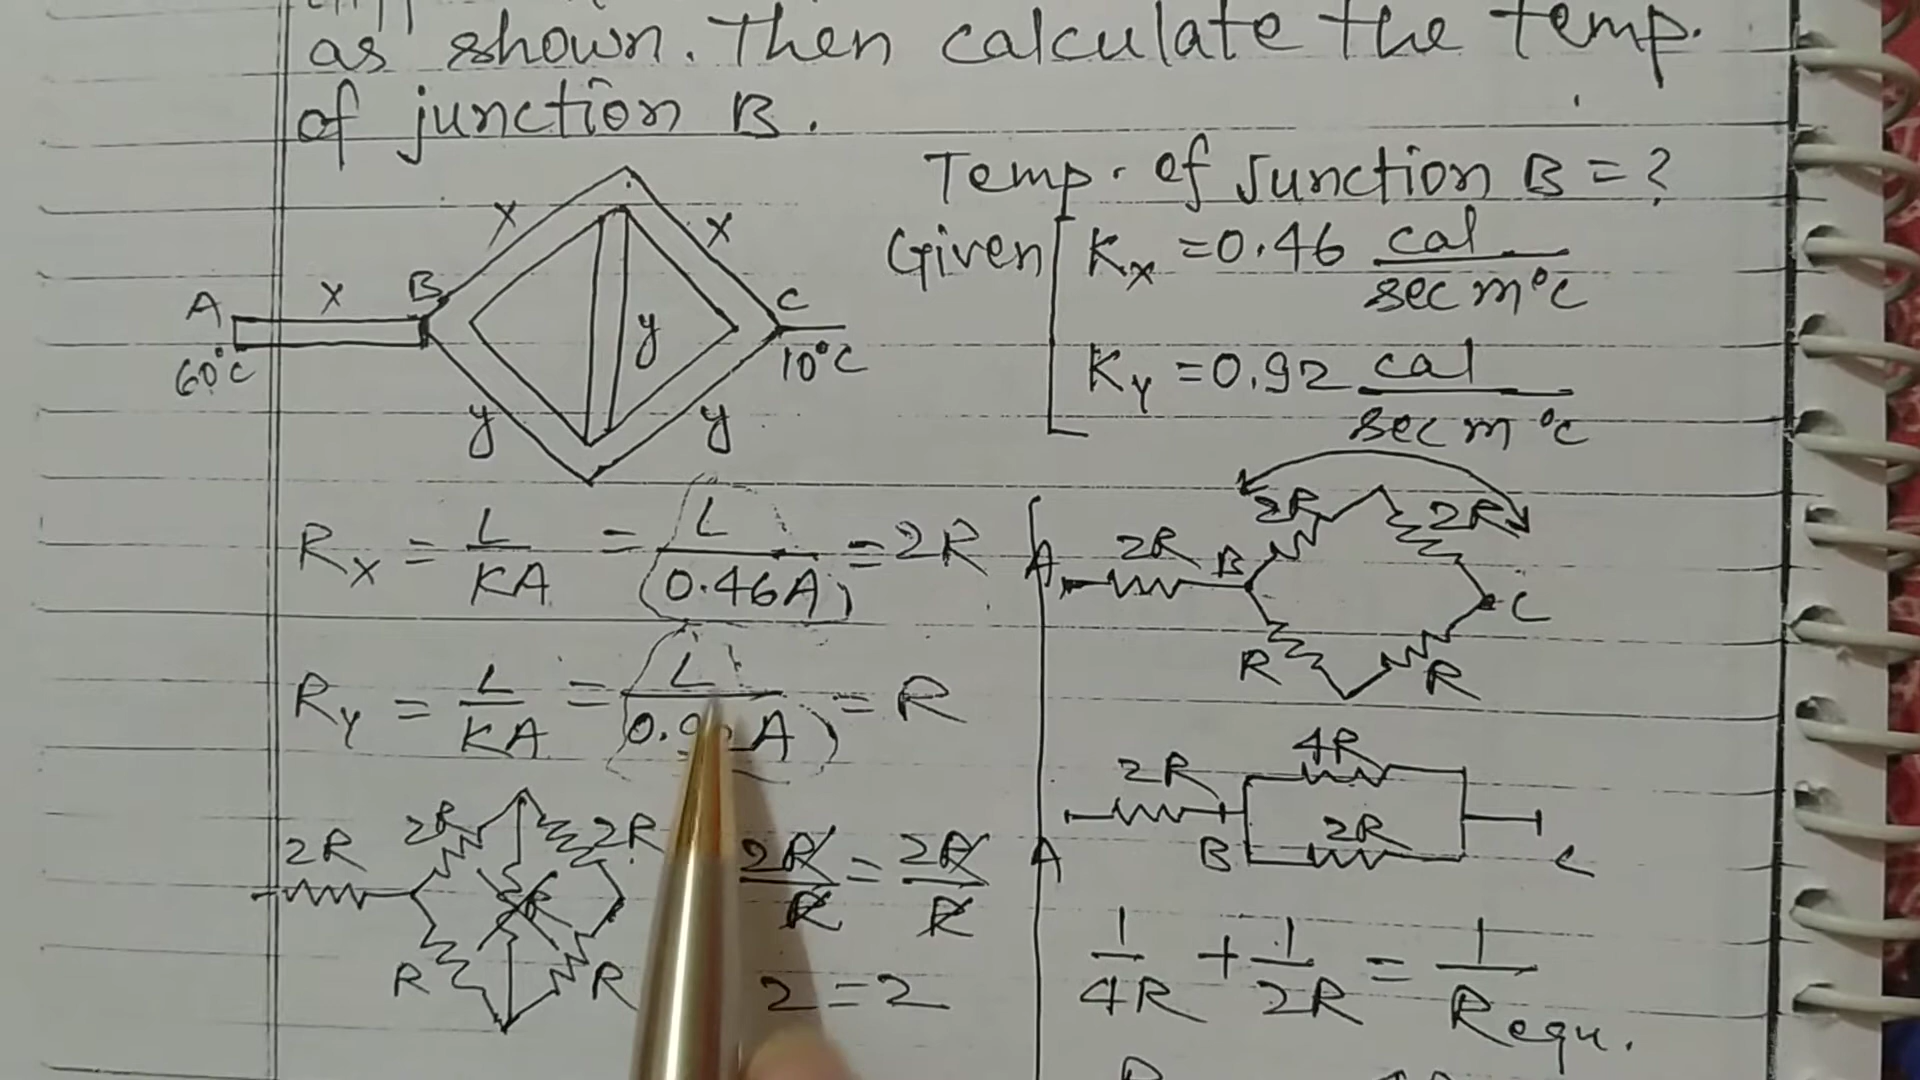 as shown. Then calculate the temp.
of junction B.
Temp. of Junction B = ?
Given
Kx = 0.46 cal / sec m°C
Ky = 0.92 cal / sec m°C
x x
A x B C
y
60°C 10°C
y y
Rx = L/KA = L/(0.46A) = 2R
RY = L/KA = L/(0.9 A) = R
2R 2R 2R
R R
2R/R = 2R/R
2 = 2
2R 2R
A 2R B C
R R
4R
2R
2R
A B C
1/4R + 1/2R = 1/Requ.